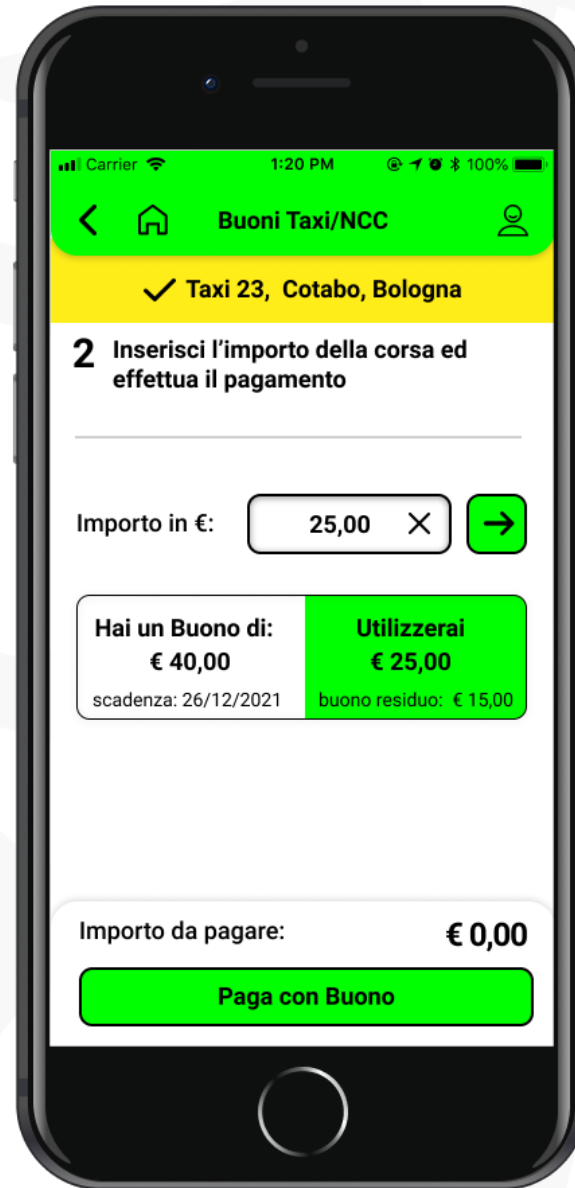 Carrier 1:20 PM 100%
Buoni Taxi/NCC
Taxi 23, Cotabo, Bologna
2 Inserisci l'importo della corsa ed
effettua il pagamento
Importo in €: 25,00
Hai un Buono di:
€ 40,00
scadenza: 26/12/2021
Utilizzerai
€ 25,00
buono residuo: € 15,00
Importo da pagare: € 0,00
Paga con Buono